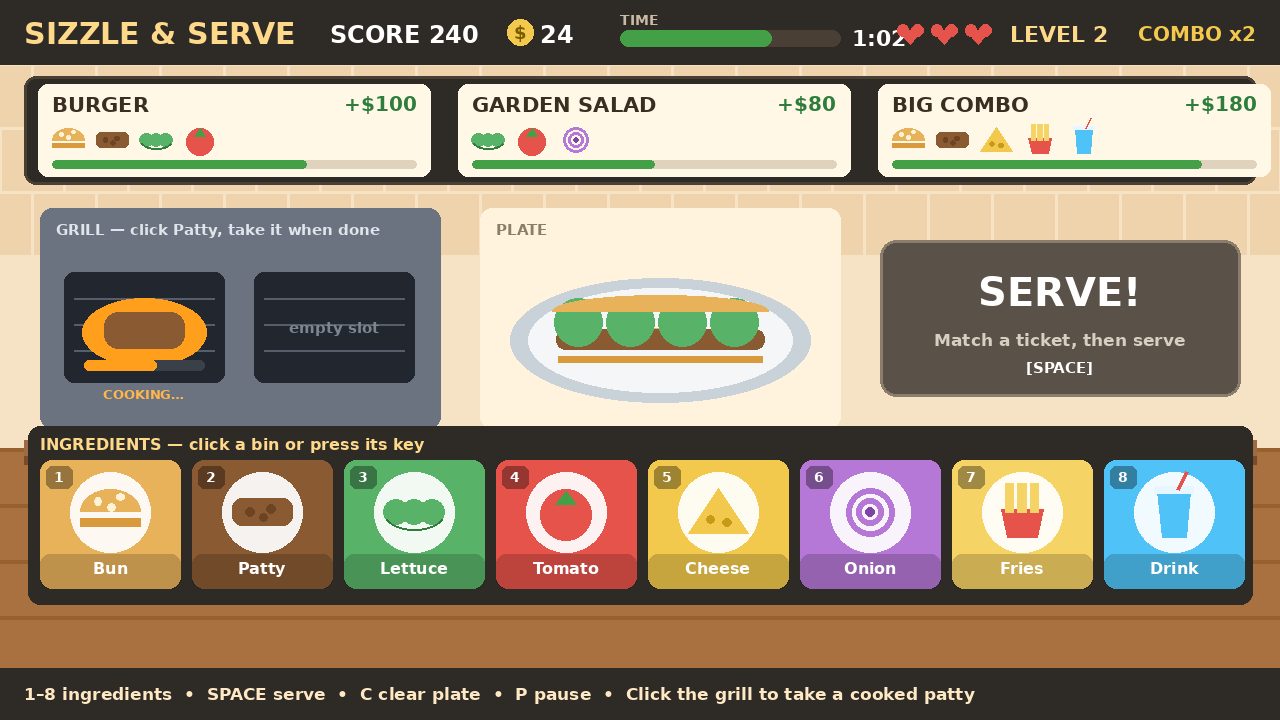 SIZZLE & SERVE
SCORE 240
$ 24
TIME
1:02
LEVEL 2
COMBO x2
BURGER +$100
GARDEN SALAD +$80
BIG COMBO +$180
GRILL — click Patty, take it when done
empty slot
COOKING...
PLATE
SERVE!
Match a ticket, then serve
[SPACE]
INGREDIENTS — click a bin or press its key
1 Bun
2 Patty
3 Lettuce
4 Tomato
5 Cheese
6 Onion
7 Fries
8 Drink
1–8 ingredients • SPACE serve • C clear plate • P pause • Click the grill to take a cooked patty